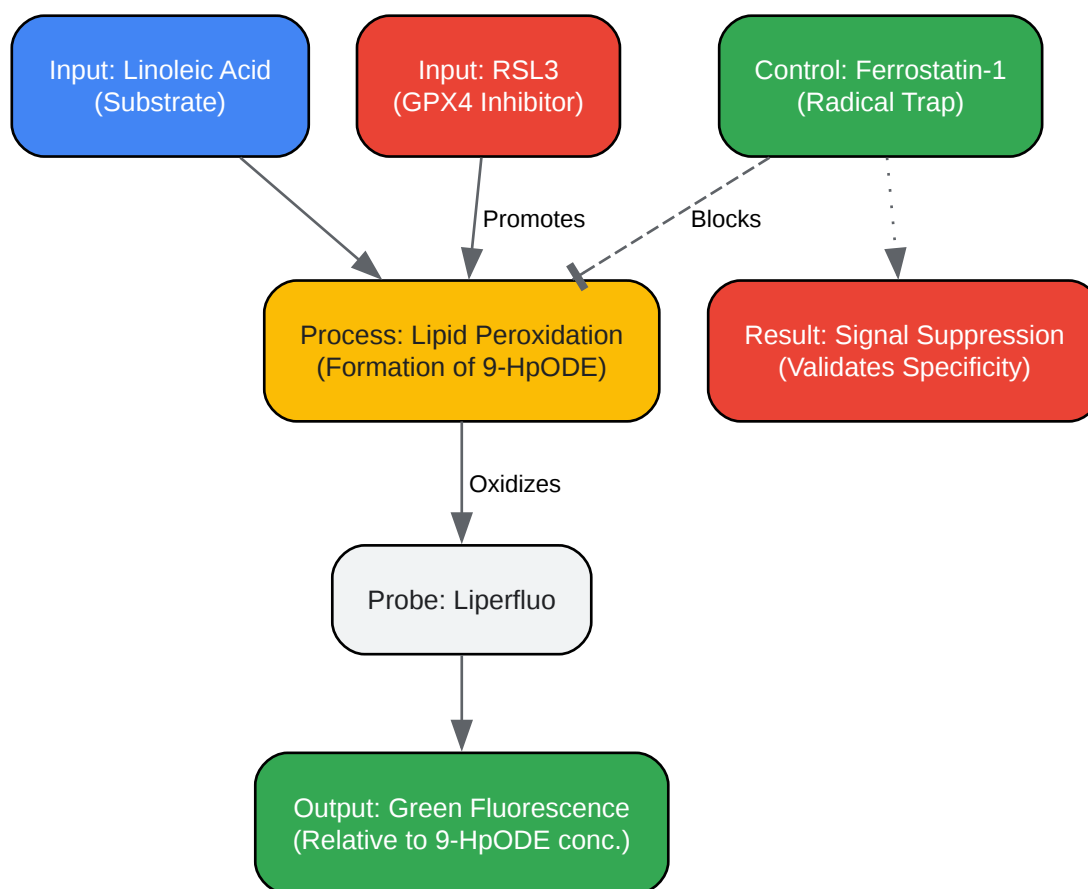 Input: Linoleic Acid
(Substrate)
Input: RSL3
(GPX4 Inhibitor)
Control: Ferrostatin-1
(Radical Trap)
Promotes
Blocks
Process: Lipid Peroxidation
(Formation of 9-HpODE)
Result: Signal Suppression
(Validates Specificity)
Oxidizes
Probe: Liperfluo
Output: Green Fluorescence
(Relative to 9-HpODE conc.)